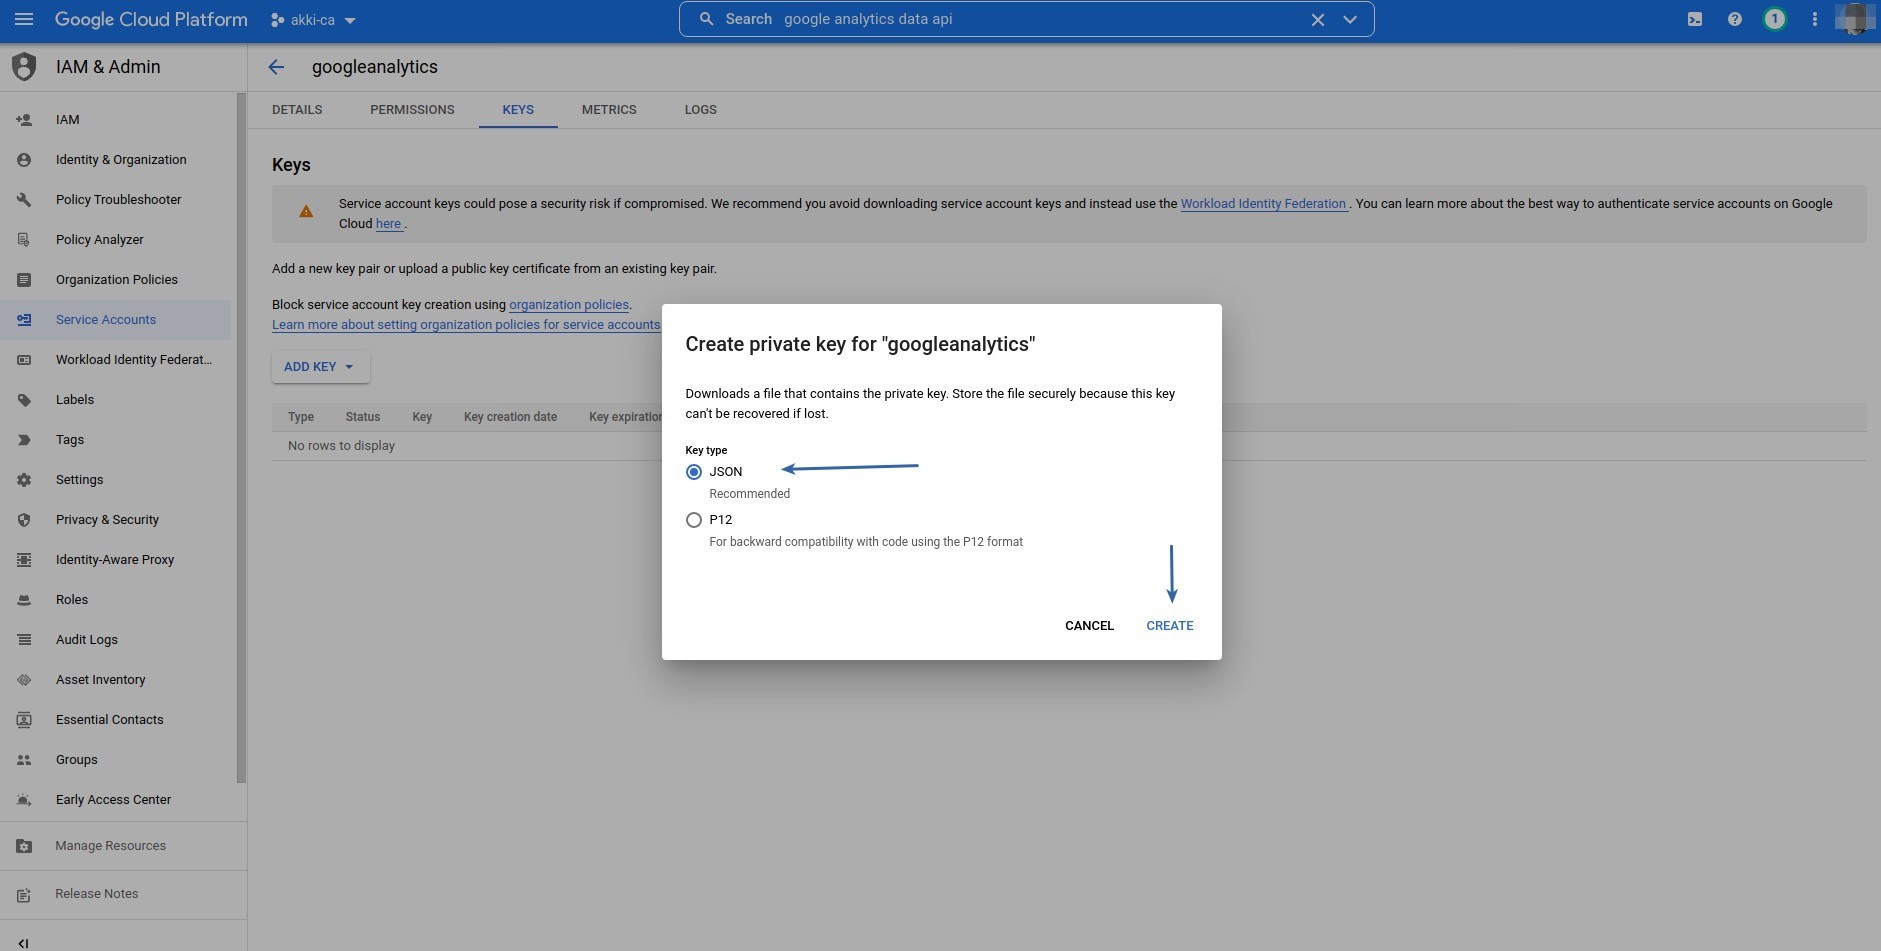 Google Cloud Platform
akki-ca
Search google analytics data api
1
IAM & Admin
googleanalytics
DETAILS PERMISSIONS KEYS METRICS LOGS
IAM
Identity & Organization
Policy Troubleshooter
Policy Analyzer
Organization Policies
Service Accounts
Workload Identity Federat...
Labels
Tags
Settings
Privacy & Security
Identity-Aware Proxy
Roles
Audit Logs
Asset Inventory
Essential Contacts
Groups
Early Access Center
Manage Resources
Release Notes
Keys
Service account keys could pose a security risk if compromised. We recommend you avoid downloading service account keys and instead use the Workload Identity Federation . You can learn more about the best way to authenticate service accounts on Google
Cloud here .
Add a new key pair or upload a public key certificate from an existing key pair.
Block service account key creation using organization policies.
Learn more about setting organization policies for service accounts
ADD KEY
Type Status Key Key creation date Key expiration
No rows to display
Create private key for "googleanalytics"
Downloads a file that contains the private key. Store the file securely because this key
can't be recovered if lost.
Key type
JSON
Recommended
P12
For backward compatibility with code using the P12 format
CANCEL CREATE